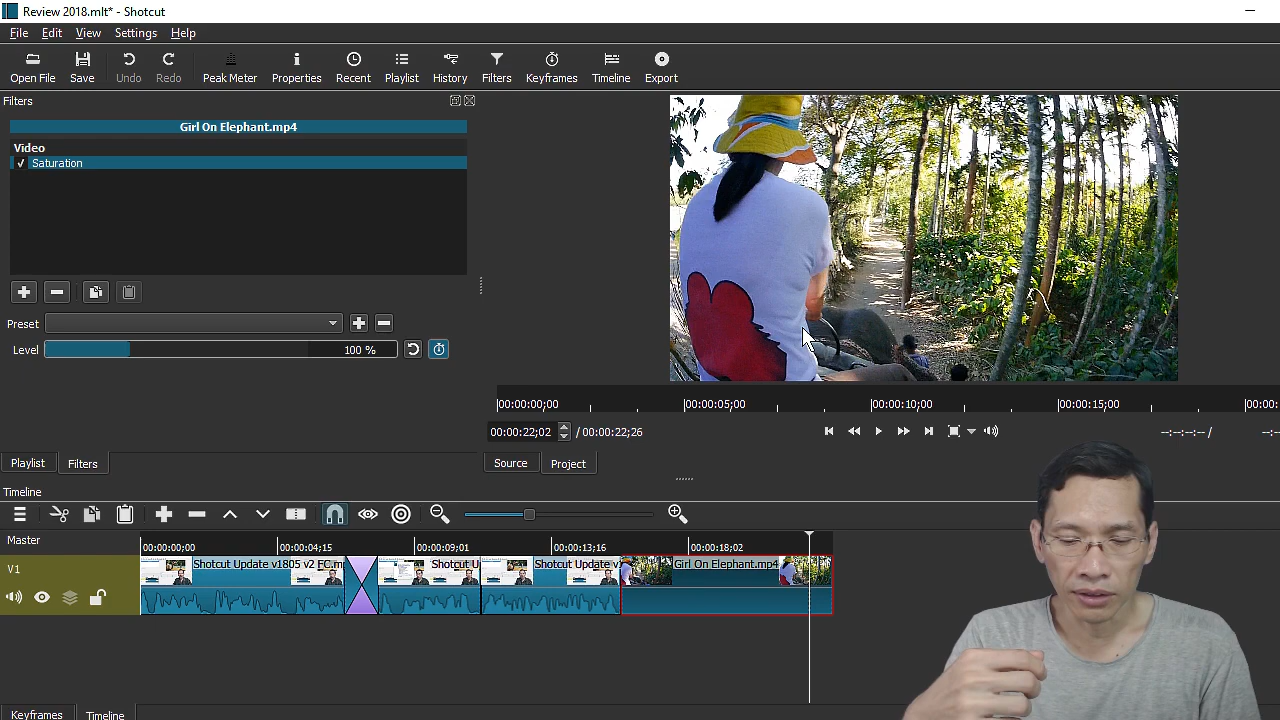 Review 2018.mlt* - Shotcut
File Edit View Settings Help
Open File Save Undo Redo Peak Meter Properties Recent Playlist History Filters Keyframes Timeline Export
Filters
Girl On Elephant.mp4
Video
Saturation
Preset
Level 100 %
00:00:00;00 00:00:05;00 00:00:10;00 00:00:15;00 00:00:
00:00:22;02 / 00:00:22;26 --:--:--:-- / --:--
Playlist Filters
Source Project
Timeline
Master
00:00:00;00 00:00:04;15 00:00:09;01 00:00:13;16 00:00:18;02
V1
Shotcut Update v1805 v2 FC.m Shotcut U Shotcut Update v Girl On Elephant.mp4
Keyframes Timeline